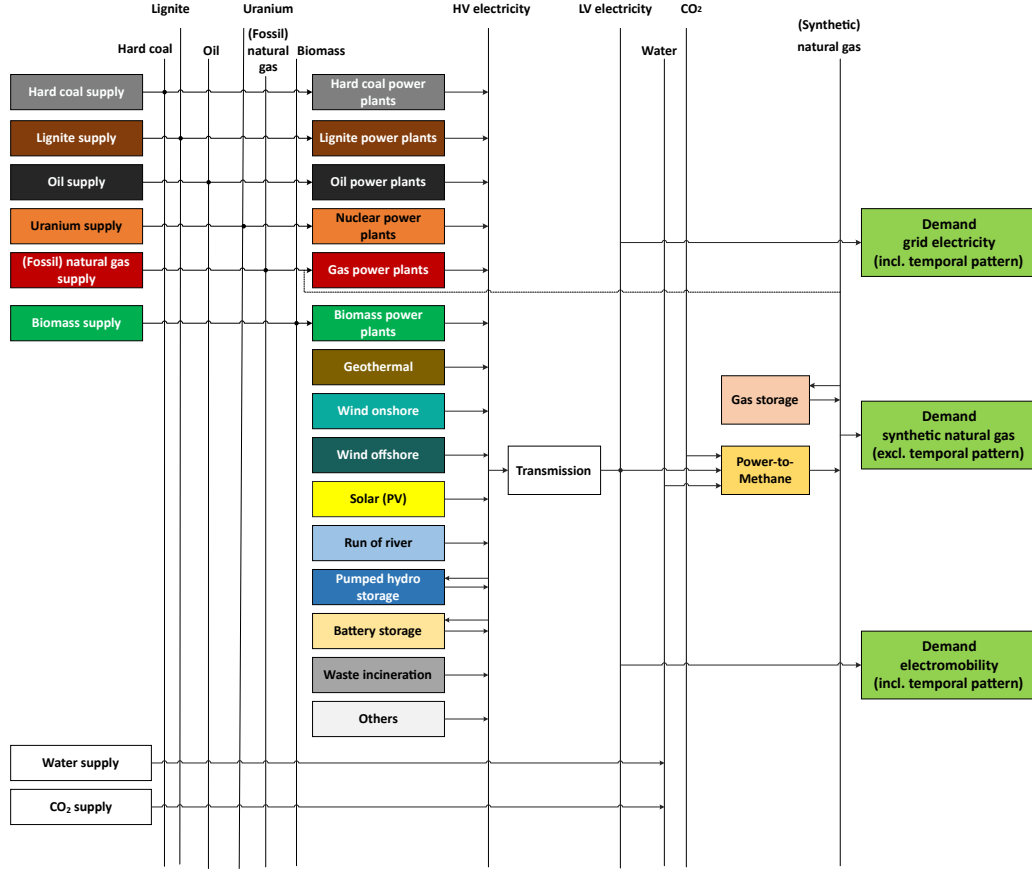 Lignite
Uranium
HV electricity
LV electricity
CO2
Hard coal
Oil
(Fossil)
natural
gas
Biomass
Water
(Synthetic)
natural gas
Hard coal supply
Hard coal power
plants
Lignite supply
Lignite power plants
Oil supply
Oil power plants
Uranium supply
Nuclear power
plants
Demand
grid electricity
(incl. temporal pattern)
(Fossil) natural gas
supply
Gas power plants
Biomass supply
Biomass power
plants
Geothermal
Gas storage
Wind onshore
Demand
synthetic natural gas
(excl. temporal pattern)
Wind offshore
Transmission
Power-to-
Methane
Solar (PV)
Run of river
Pumped hydro
storage
Battery storage
Demand
electromobility
(incl. temporal pattern)
Waste incineration
Others
Water supply
CO2 supply